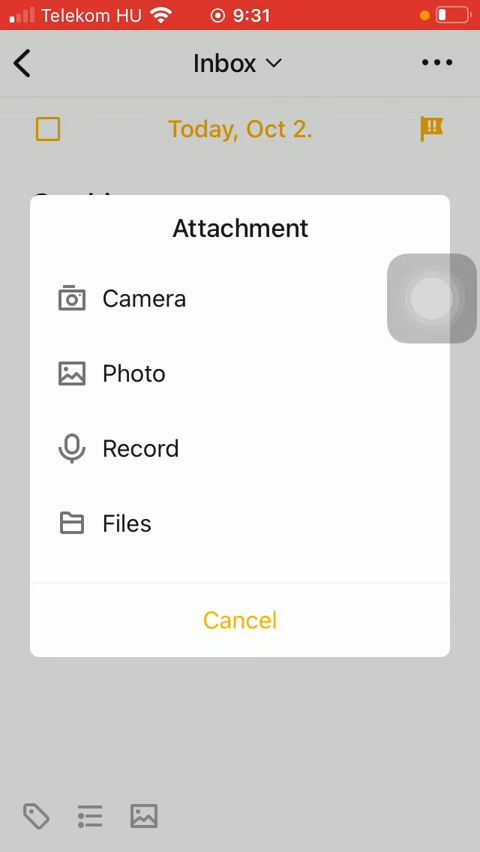 Telekom HU 9:31
Inbox
Today, Oct 2.
Attachment
Camera
Photo
Record
Files
Cancel